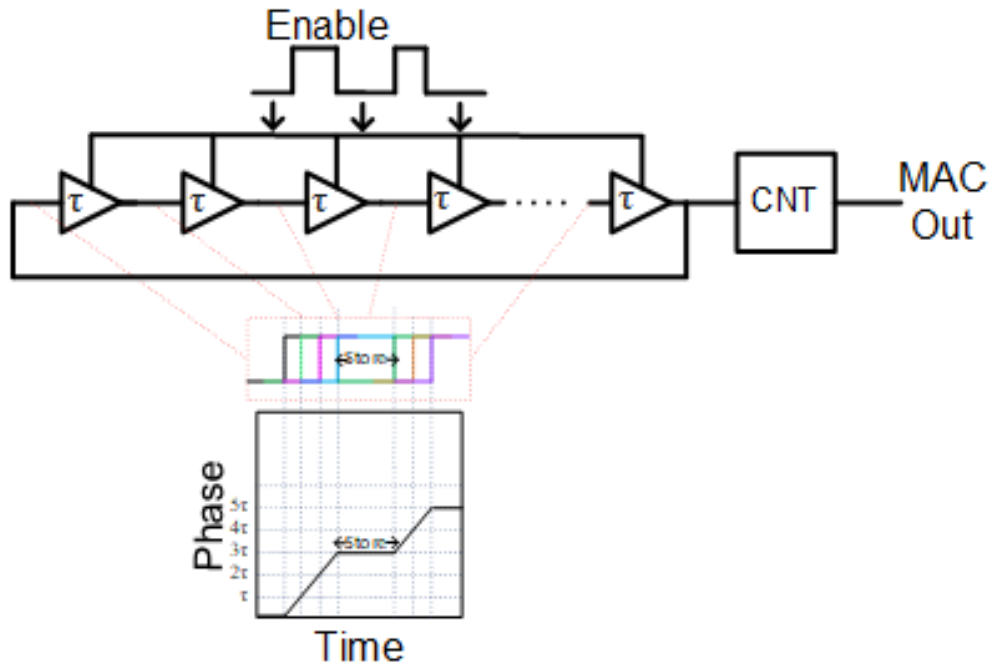 Enable
τ τ τ τ τ
CNT
MAC
Out
Store
Phase
5τ
4τ
3τ
2τ
τ
Store
Time